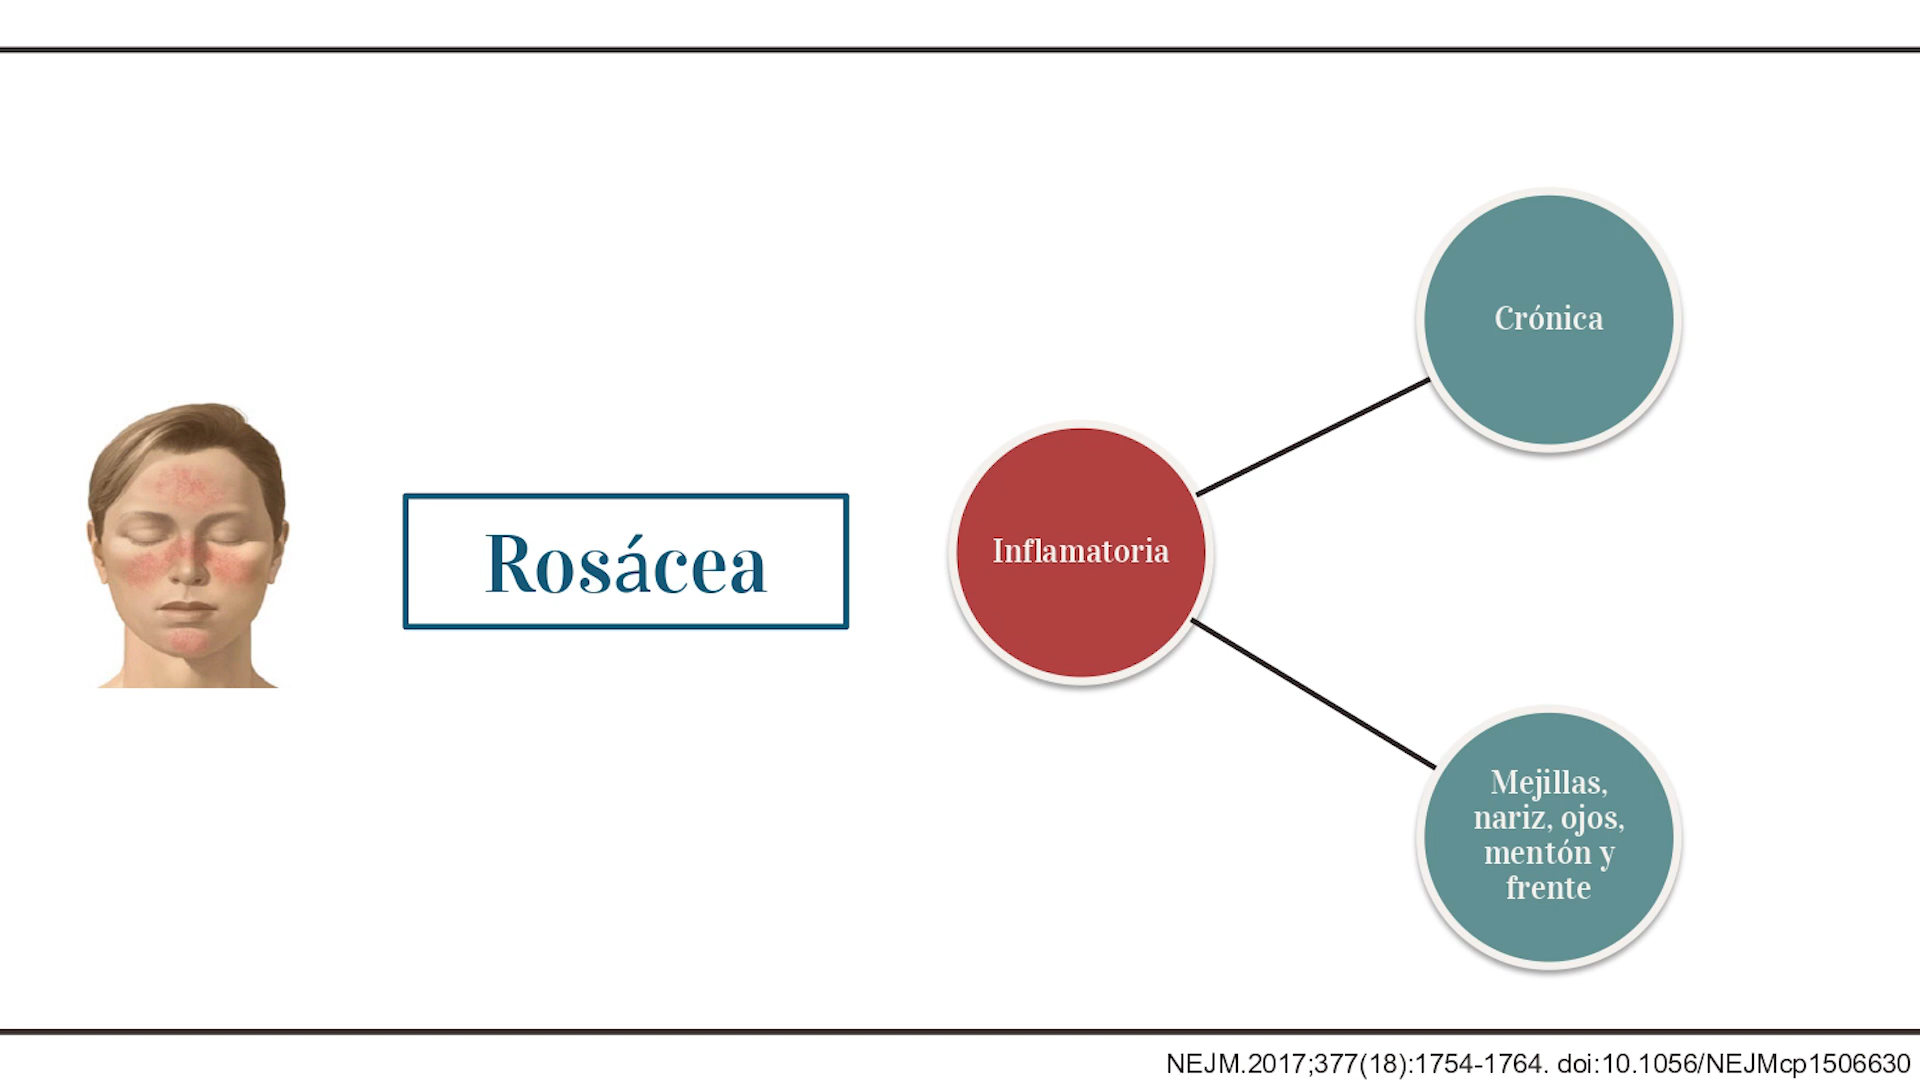 Rosácea
Inflamatoria
Crónica
Mejillas,
nariz, ojos,
mentón y
frente
NEJM.2017;377(18):1754-1764. doi:10.1056/NEJMcp1506630